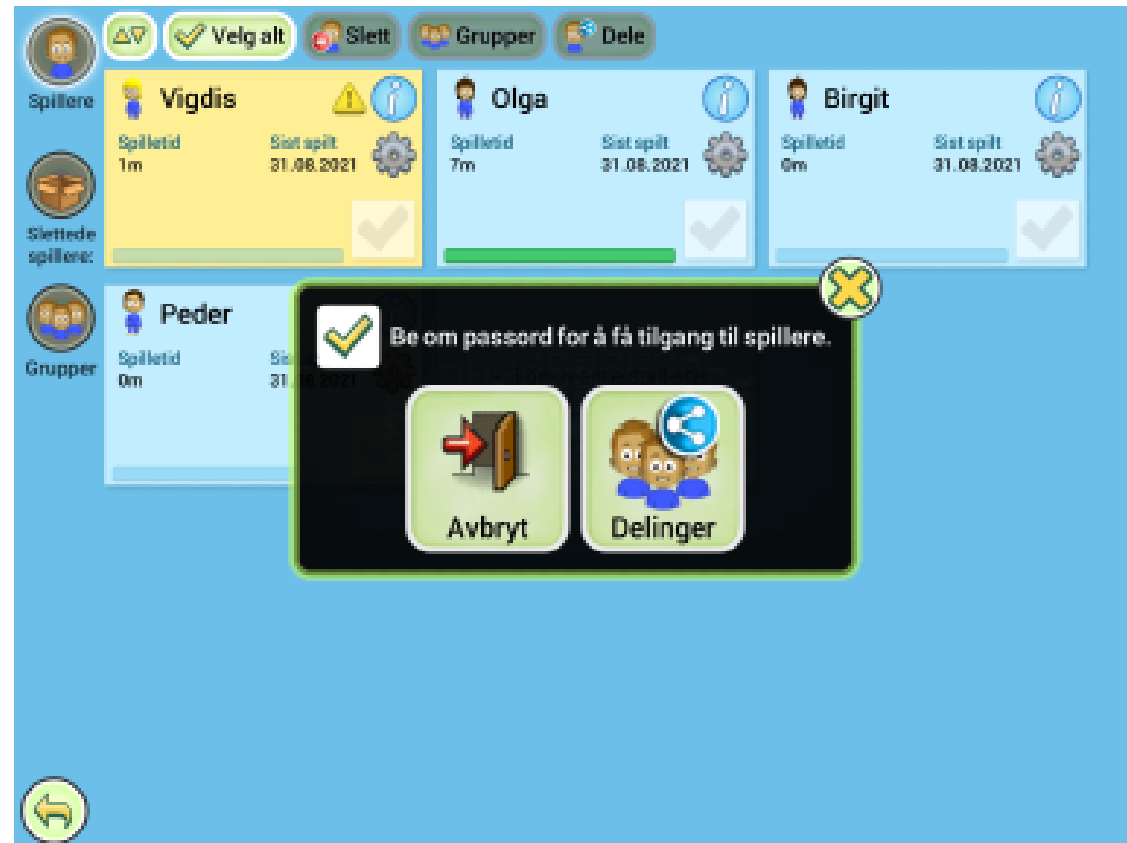 Velg alt
Slett
Grupper
Dele
Spillere
Vigdis
Spilletid
Sist spilt
1m
31.08.2021
Olga
Spilletid
Sist spilt
7m
31.08.2021
Birgit
Spilletid
Sist spilt
0m
31.08.2021
Slettede
spillere:
Grupper
Peder
Spilletid
0m
31.08.2021
Be om passord for å få tilgang til spillere.
Avbryt
Delinger